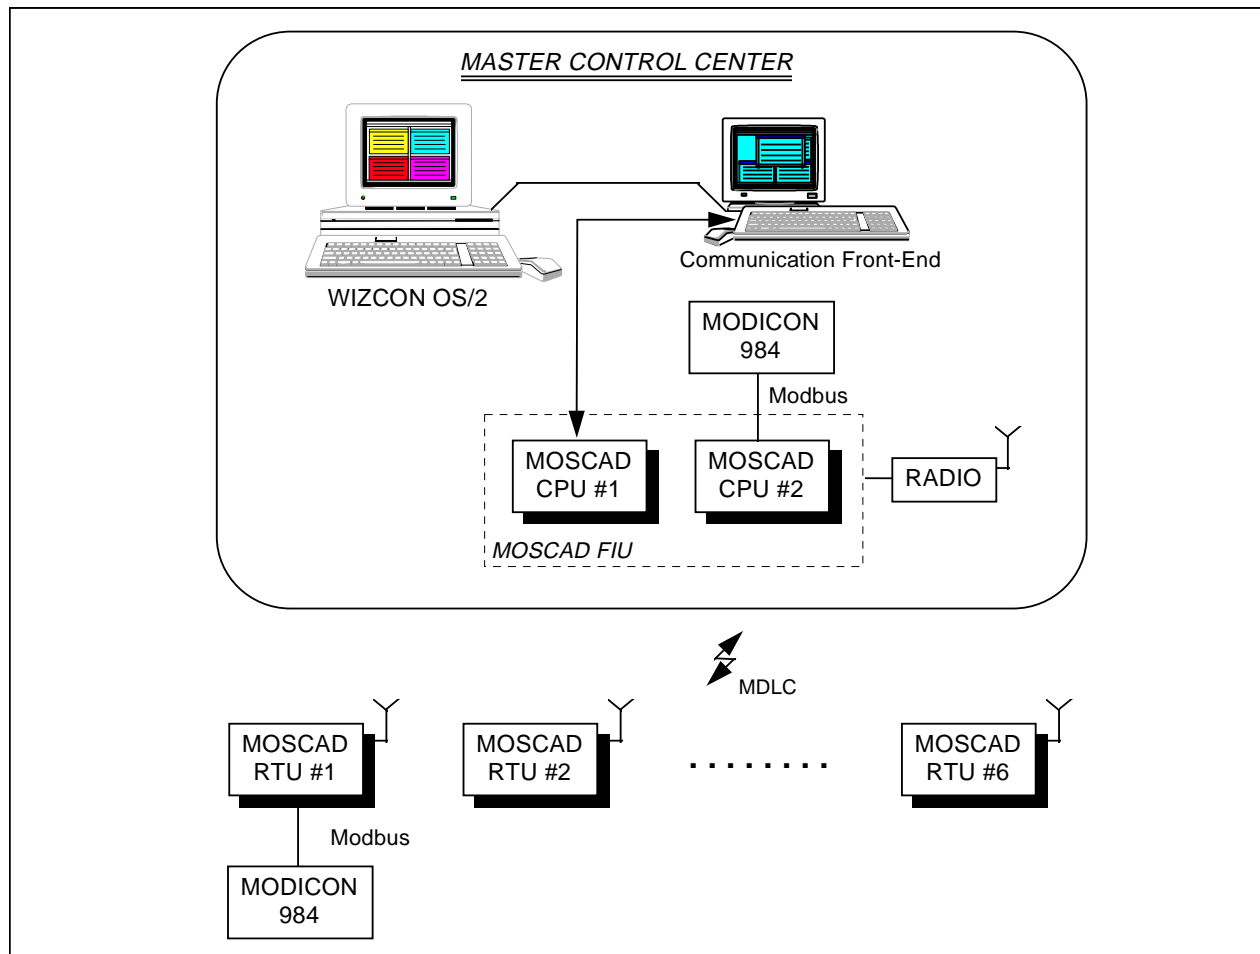 MASTER CONTROL CENTER
WIZCON OS/2
Communication Front-End
MODICON
984
Modbus
MOSCAD
CPU #1
MOSCAD
CPU #2
RADIO
MOSCAD FIU
MDLC
MOSCAD
RTU #1
MOSCAD
RTU #2
........
MOSCAD
RTU #6
Modbus
MODICON
984